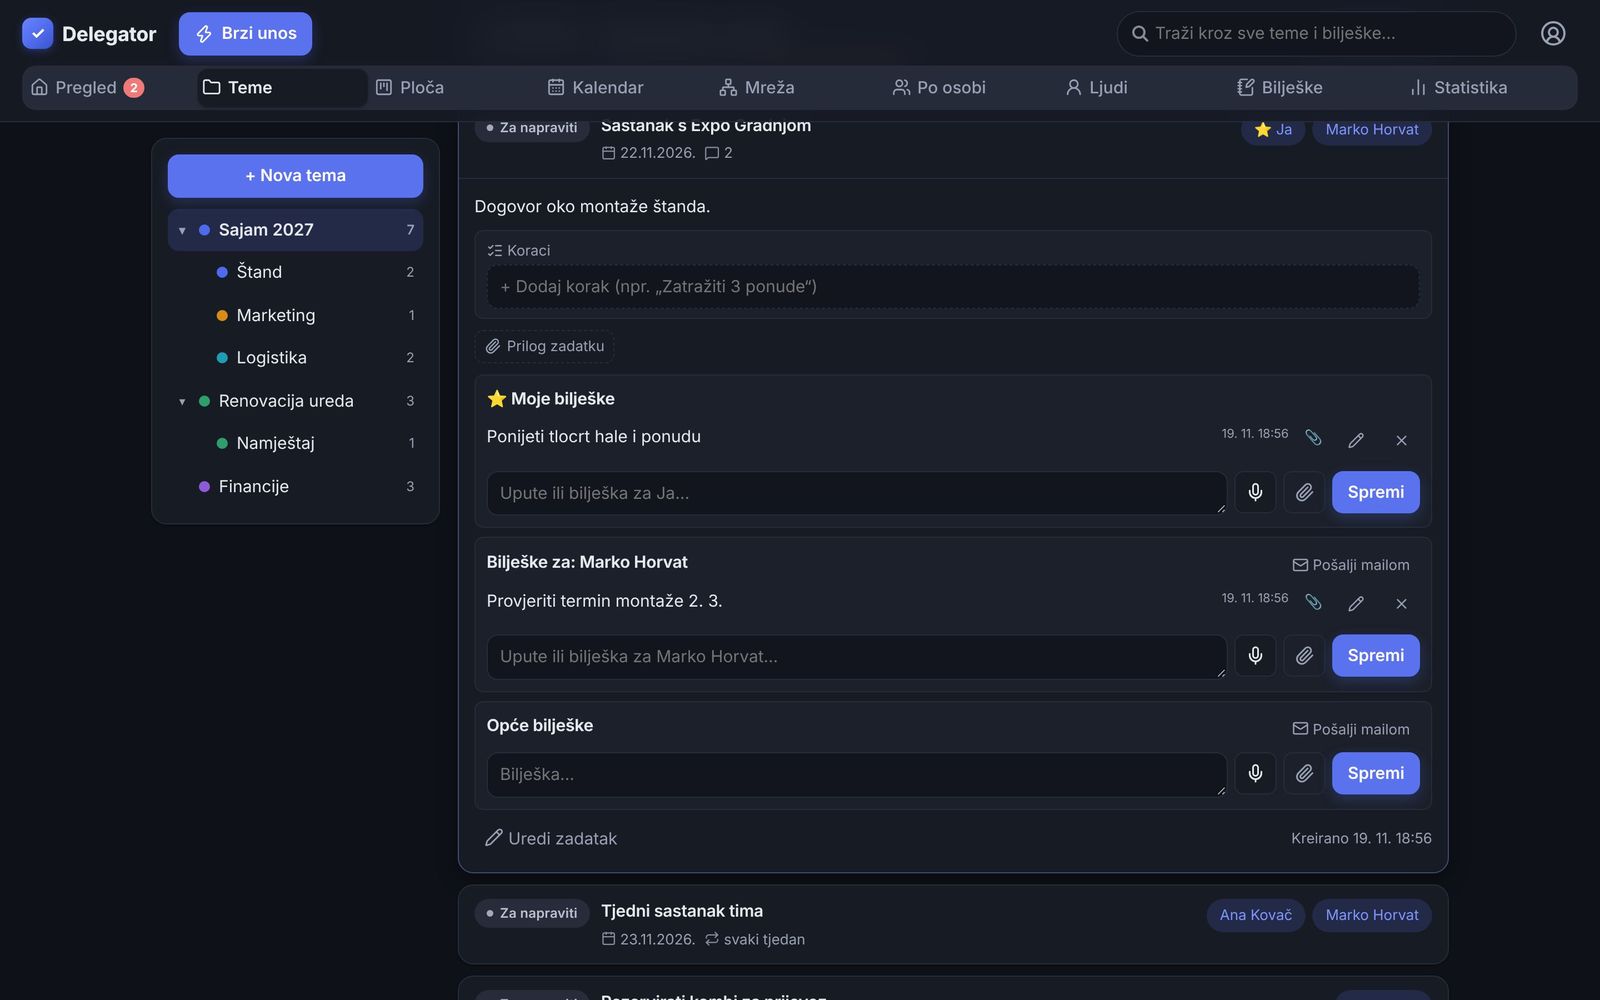 Delegator
Brzi unos
Traži kroz sve teme i bilješke...
Pregled 2
Teme
Ploča
Kalendar
Mreža
Po osobi
Ljudi
Bilješke
Statistika
+ Nova tema
Sajam 2027 7
Štand 2
Marketing 1
Logistika 2
Renovacija ureda 3
Namještaj 1
Financije 3
Za napraviti
Sastanak s Expo Gradnjom
Ja
Marko Horvat
22.11.2026. 2
Dogovor oko montaže štanda.
Koraci
+ Dodaj korak (npr. „Zatražiti 3 ponude“)
Prilog zadatku
Moje bilješke
Ponijeti tlocrt hale i ponudu
19. 11. 18:56
Upute ili bilješka za Ja...
Spremi
Bilješke za: Marko Horvat
Pošalji mailom
Provjeriti termin montaže 2. 3.
19. 11. 18:56
Upute ili bilješka za Marko Horvat...
Spremi
Opće bilješke
Pošalji mailom
Bilješka...
Spremi
Uredi zadatak
Kreirano 19. 11. 18:56
Za napraviti
Tjedni sastanak tima
Ana Kovač
Marko Horvat
23.11.2026. svaki tjedan
Rezervirati kombi za prijevoz